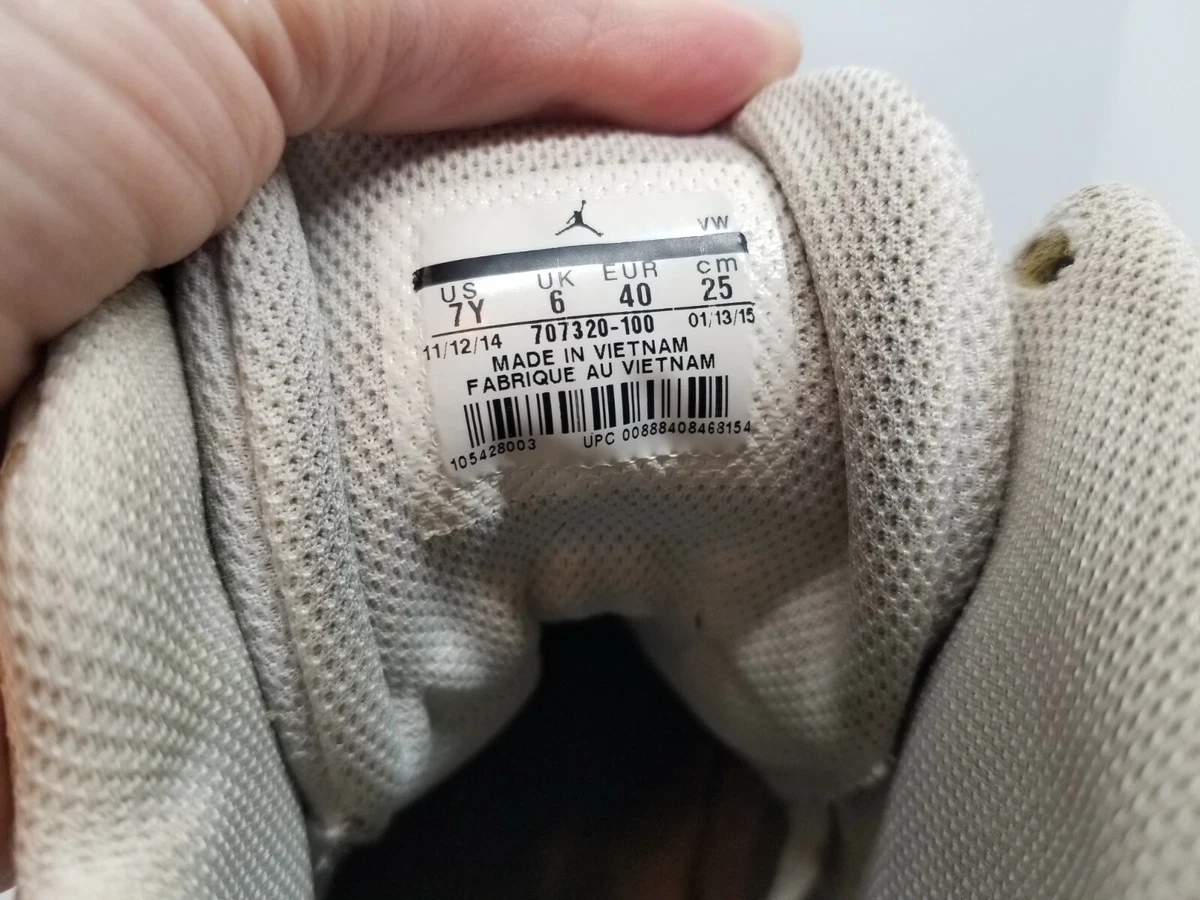 VW
US UK EUR cm
7Y 6 40 25
11/12/14 707320-100 01/13/15
MADE IN VIETNAM
FABRIQUE AU VIETNAM
105428003 UPC 00888408468154